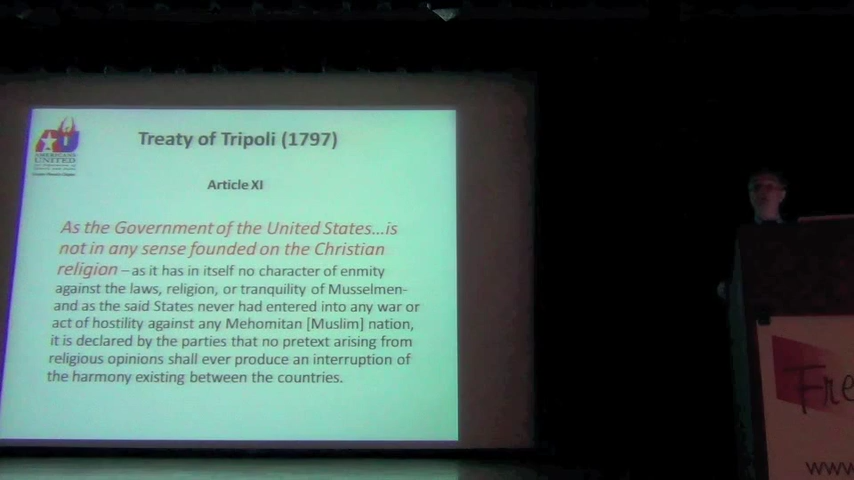 Treaty of Tripoli (1797)
AMERICANS
UNITED
Article XI
As the Government of the United States...is
not in any sense founded on the Christian
religion – as it has in itself no character of enmity
against the laws, religion, or tranquility of Musselmen-
and as the said States never had entered into any war or
act of hostility against any Mehomitan [Muslim] nation,
it is declared by the parties that no pretext arising from
religious opinions shall ever produce an interruption of
the harmony existing between the countries.
Fre
www